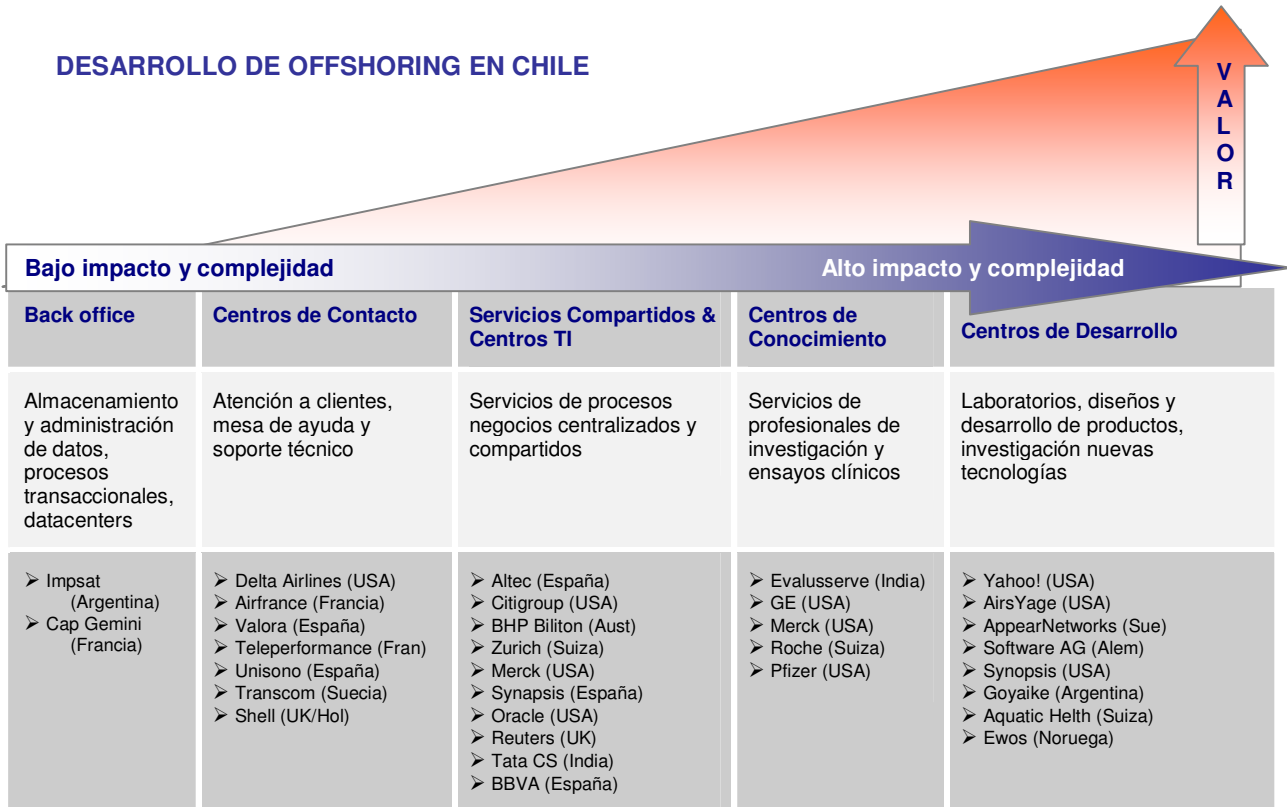 DESARROLLO DE OFFSHORING EN CHILE
V
A
L
O
R
Bajo impacto y complejidad
Alto impacto y complejidad
Back office
Centros de Contacto
Servicios Compartidos &
Centros TI
Centros de
Conocimiento
Centros de Desarrollo
Almacenamiento
y administración
de datos,
procesos
transaccionales,
datacenters
Atención a clientes,
mesa de ayuda y
soporte técnico
Servicios de procesos
negocios centralizados y
compartidos
Servicios de
profesionales de
investigación y
ensayos clínicos
Laboratorios, diseños y
desarrollo de productos,
investigación nuevas
tecnologías
➢ Impsat
(Argentina)
➢ Cap Gemini
(Francia)
➢ Delta Airlines (USA)
➢ Airfrance (Francia)
➢ Valora (España)
➢ Teleperformance (Fran)
➢ Unisono (España)
➢ Transcom (Suecia)
➢ Shell (UK/Hol)
➢ Altec (España)
➢ Citigroup (USA)
➢ BHP Biliton (Aust)
➢ Zurich (Suiza)
➢ Merck (USA)
➢ Synapsis (España)
➢ Oracle (USA)
➢ Reuters (UK)
➢ Tata CS (India)
➢ BBVA (España)
➢ Evalusserve (India)
➢ GE (USA)
➢ Merck (USA)
➢ Roche (Suiza)
➢ Pfizer (USA)
➢ Yahoo! (USA)
➢ AirsYage (USA)
➢ AppearNetworks (Sue)
➢ Software AG (Alem)
➢ Synopsis (USA)
➢ Goyaike (Argentina)
➢ Aquatic Helth (Suiza)
➢ Ewos (Noruega)